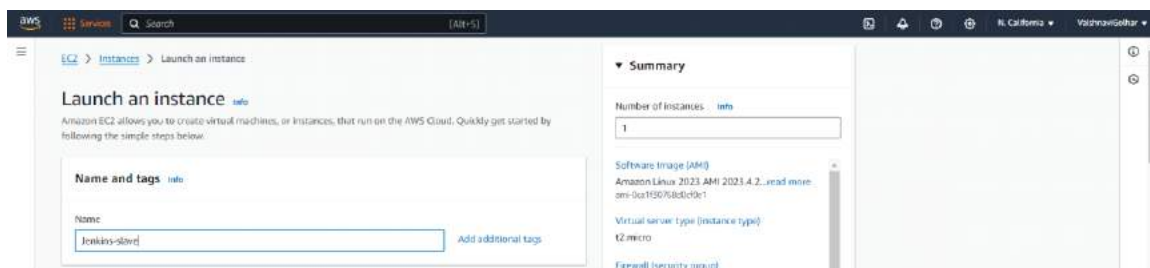 aws Services Search [Alt+S] N. California VaishnaviGolhar
EC2 > Instances > Launch an instance
Launch an instance Info
Amazon EC2 allows you to create virtual machines, or instances, that run on the AWS Cloud. Quickly get started by
following the simple steps below.
Name and tags Info
Name
Jenkins-slave
Add additional tags
Summary
Number of instances Info
1
Software Image (AMI)
Amazon Linux 2023 AMI 2023.4.2...read more
Virtual server type (instance type)
t2.micro
Firewall (security group)